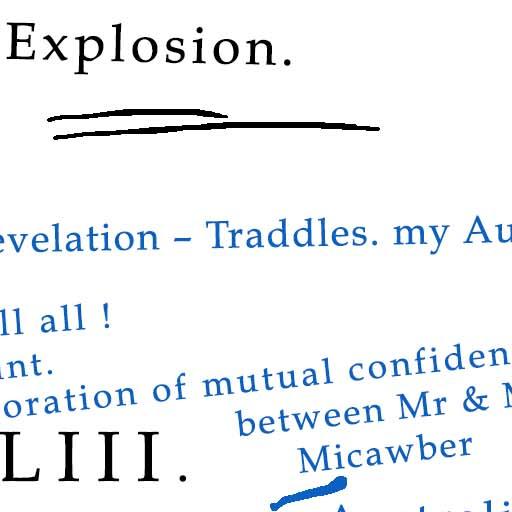 Explosion.
evelation – Traddles. my Au
ll all !
nt.
oration of mutual confiden
between Mr & M
Micawber
LIII.